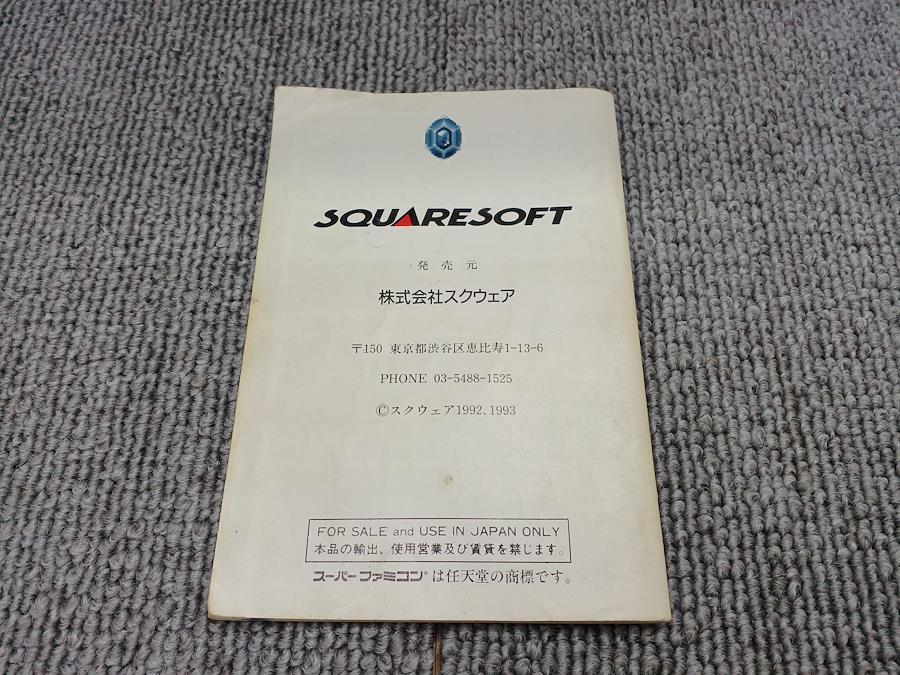 SQUARESOFT
発売元
株式会社スクウェア
〒150 東京都渋谷区恵比寿1-13-6
PHONE 03-5488-1525
©スクウェア1992,1993
FOR SALE and USE IN JAPAN ONLY
本品の輸出、使用営業及び賃貸を禁じます。
スーパーファミコン®は任天堂の商標です。